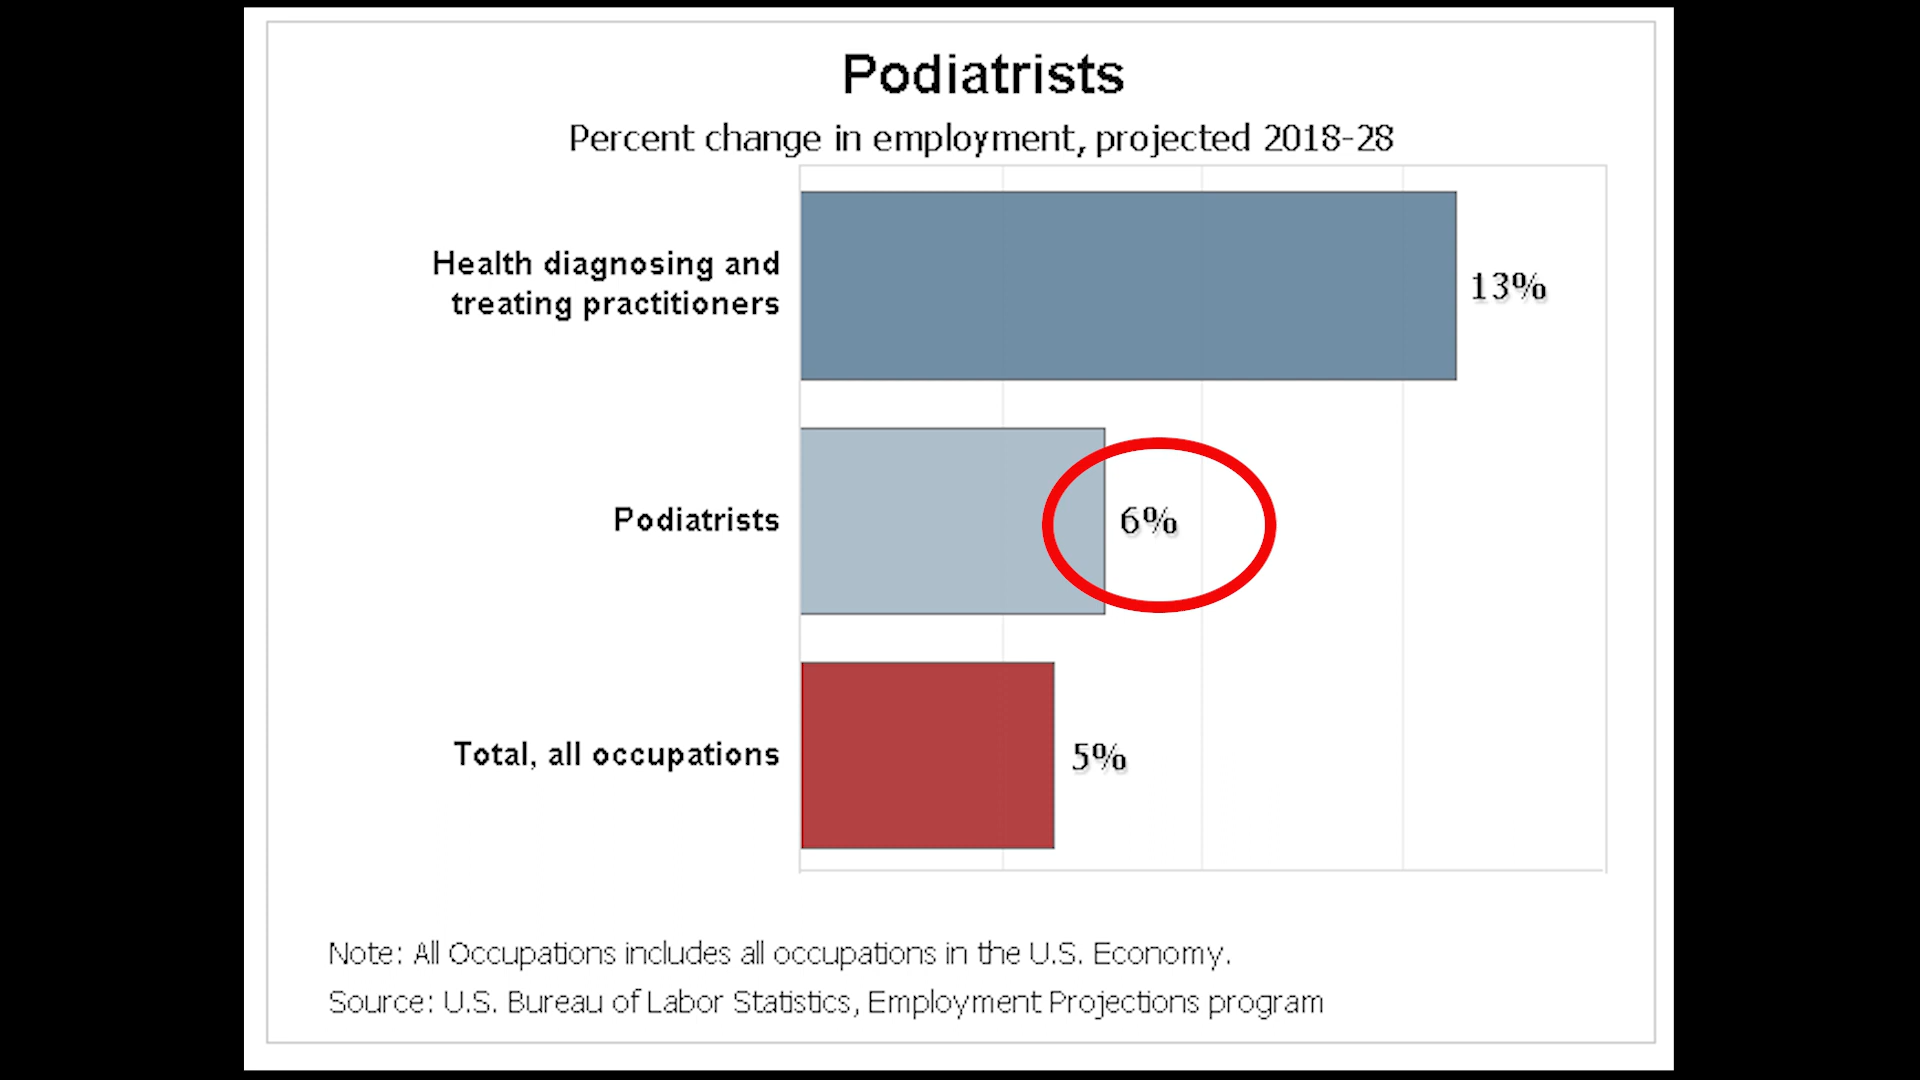 Podiatrists
Percent change in employment, projected 2018-28
Health diagnosing and
treating practitioners
13%
Podiatrists
6%
Total, all occupations
5%
Note: All Occupations includes all occupations in the U.S. Economy.
Source: U.S. Bureau of Labor Statistics, Employment Projections program